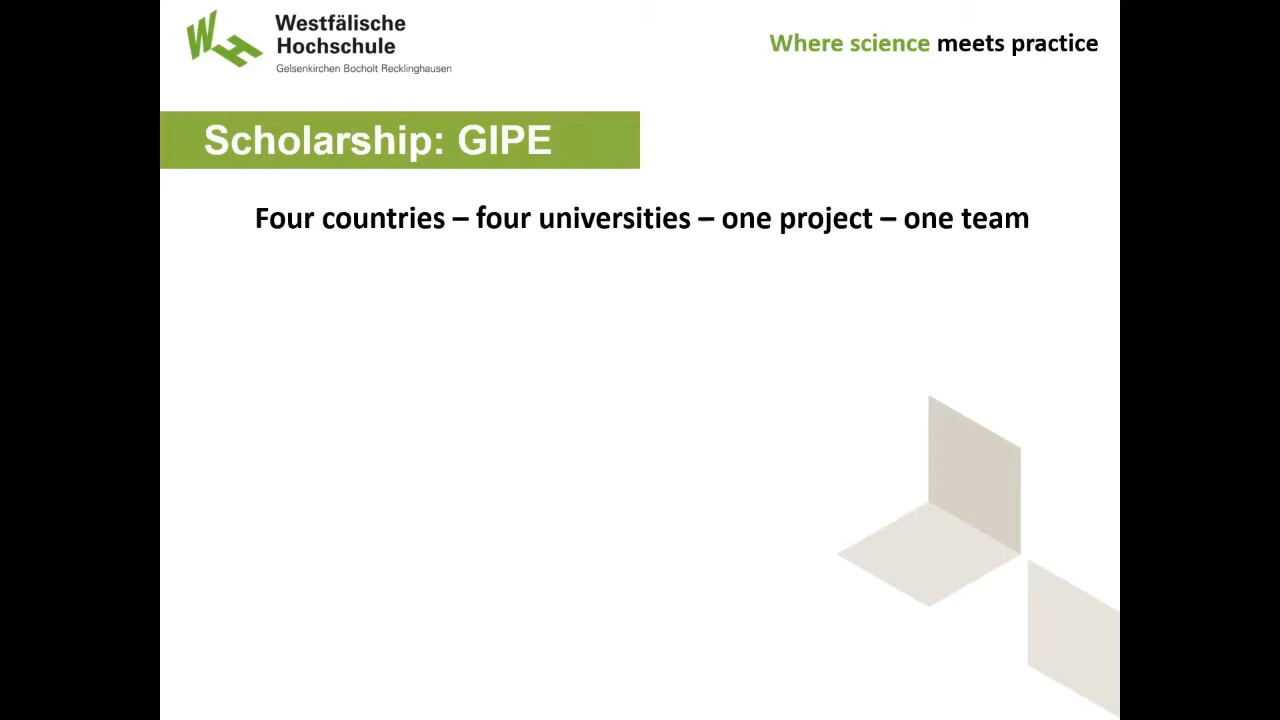 Westfälische
Hochschule
Gelsenkirchen Bocholt Recklinghausen
Where science meets practice
Scholarship: GIPE
Four countries – four universities – one project – one team